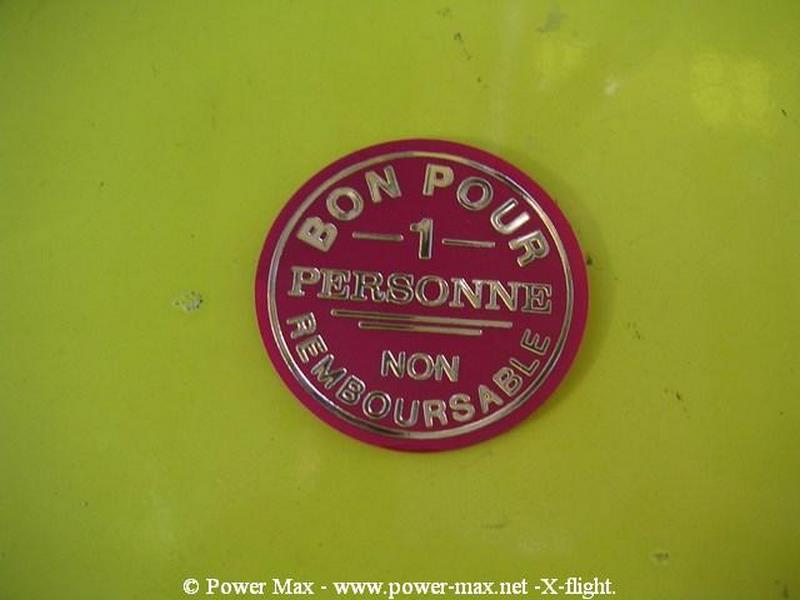 BON POUR
1
PERSONNE
NON
REMBOURSABLE
© Power Max - www.power-max.net -X-flight.